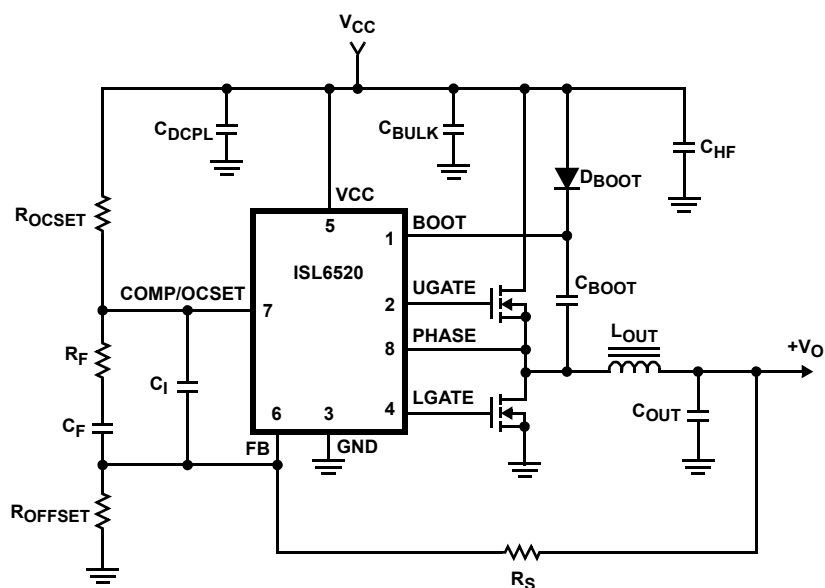 VCC
CDCPL
CBULK
CHF
DBOOT
VCC
ROCSET
5
1
BOOT
ISL6520
CBOOT
COMP/OCSET
7
2
UGATE
RF
CI
8
PHASE
LOUT
+VO
CF
6
3
4
LGATE
COUT
FB
GND
ROFFSET
RS